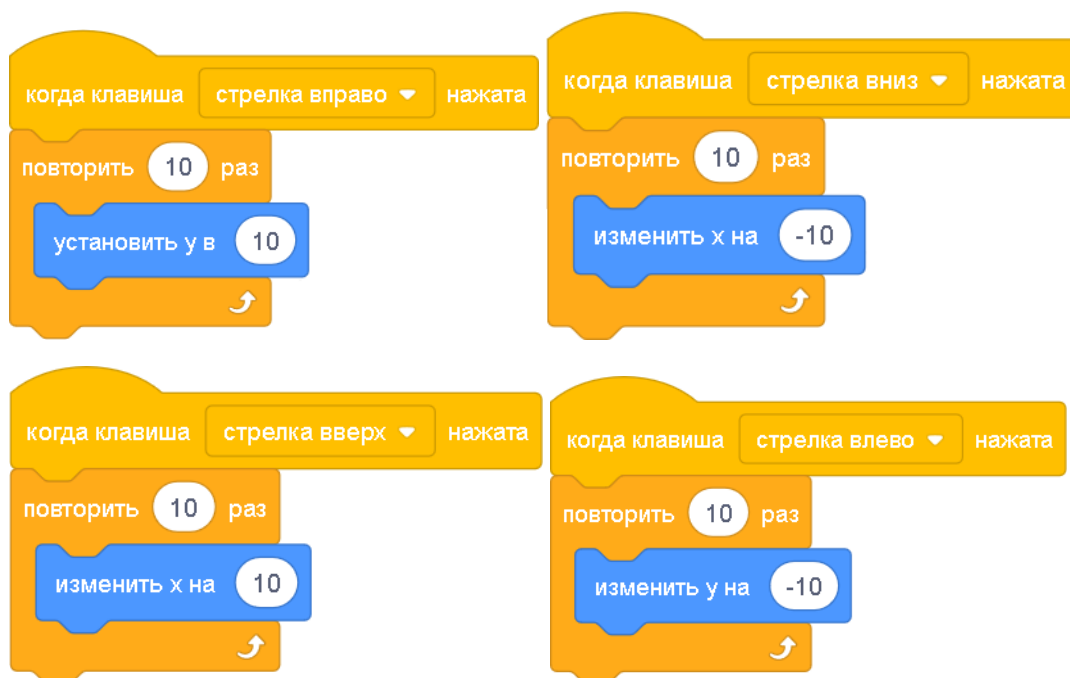 когда клавиша стрелка вправо нажата
повторить 10 раз
установить y в 10
когда клавиша стрелка вниз нажата
повторить 10 раз
изменить x на -10
когда клавиша стрелка вверх нажата
повторить 10 раз
изменить x на 10
когда клавиша стрелка влево нажата
повторить 10 раз
изменить y на -10